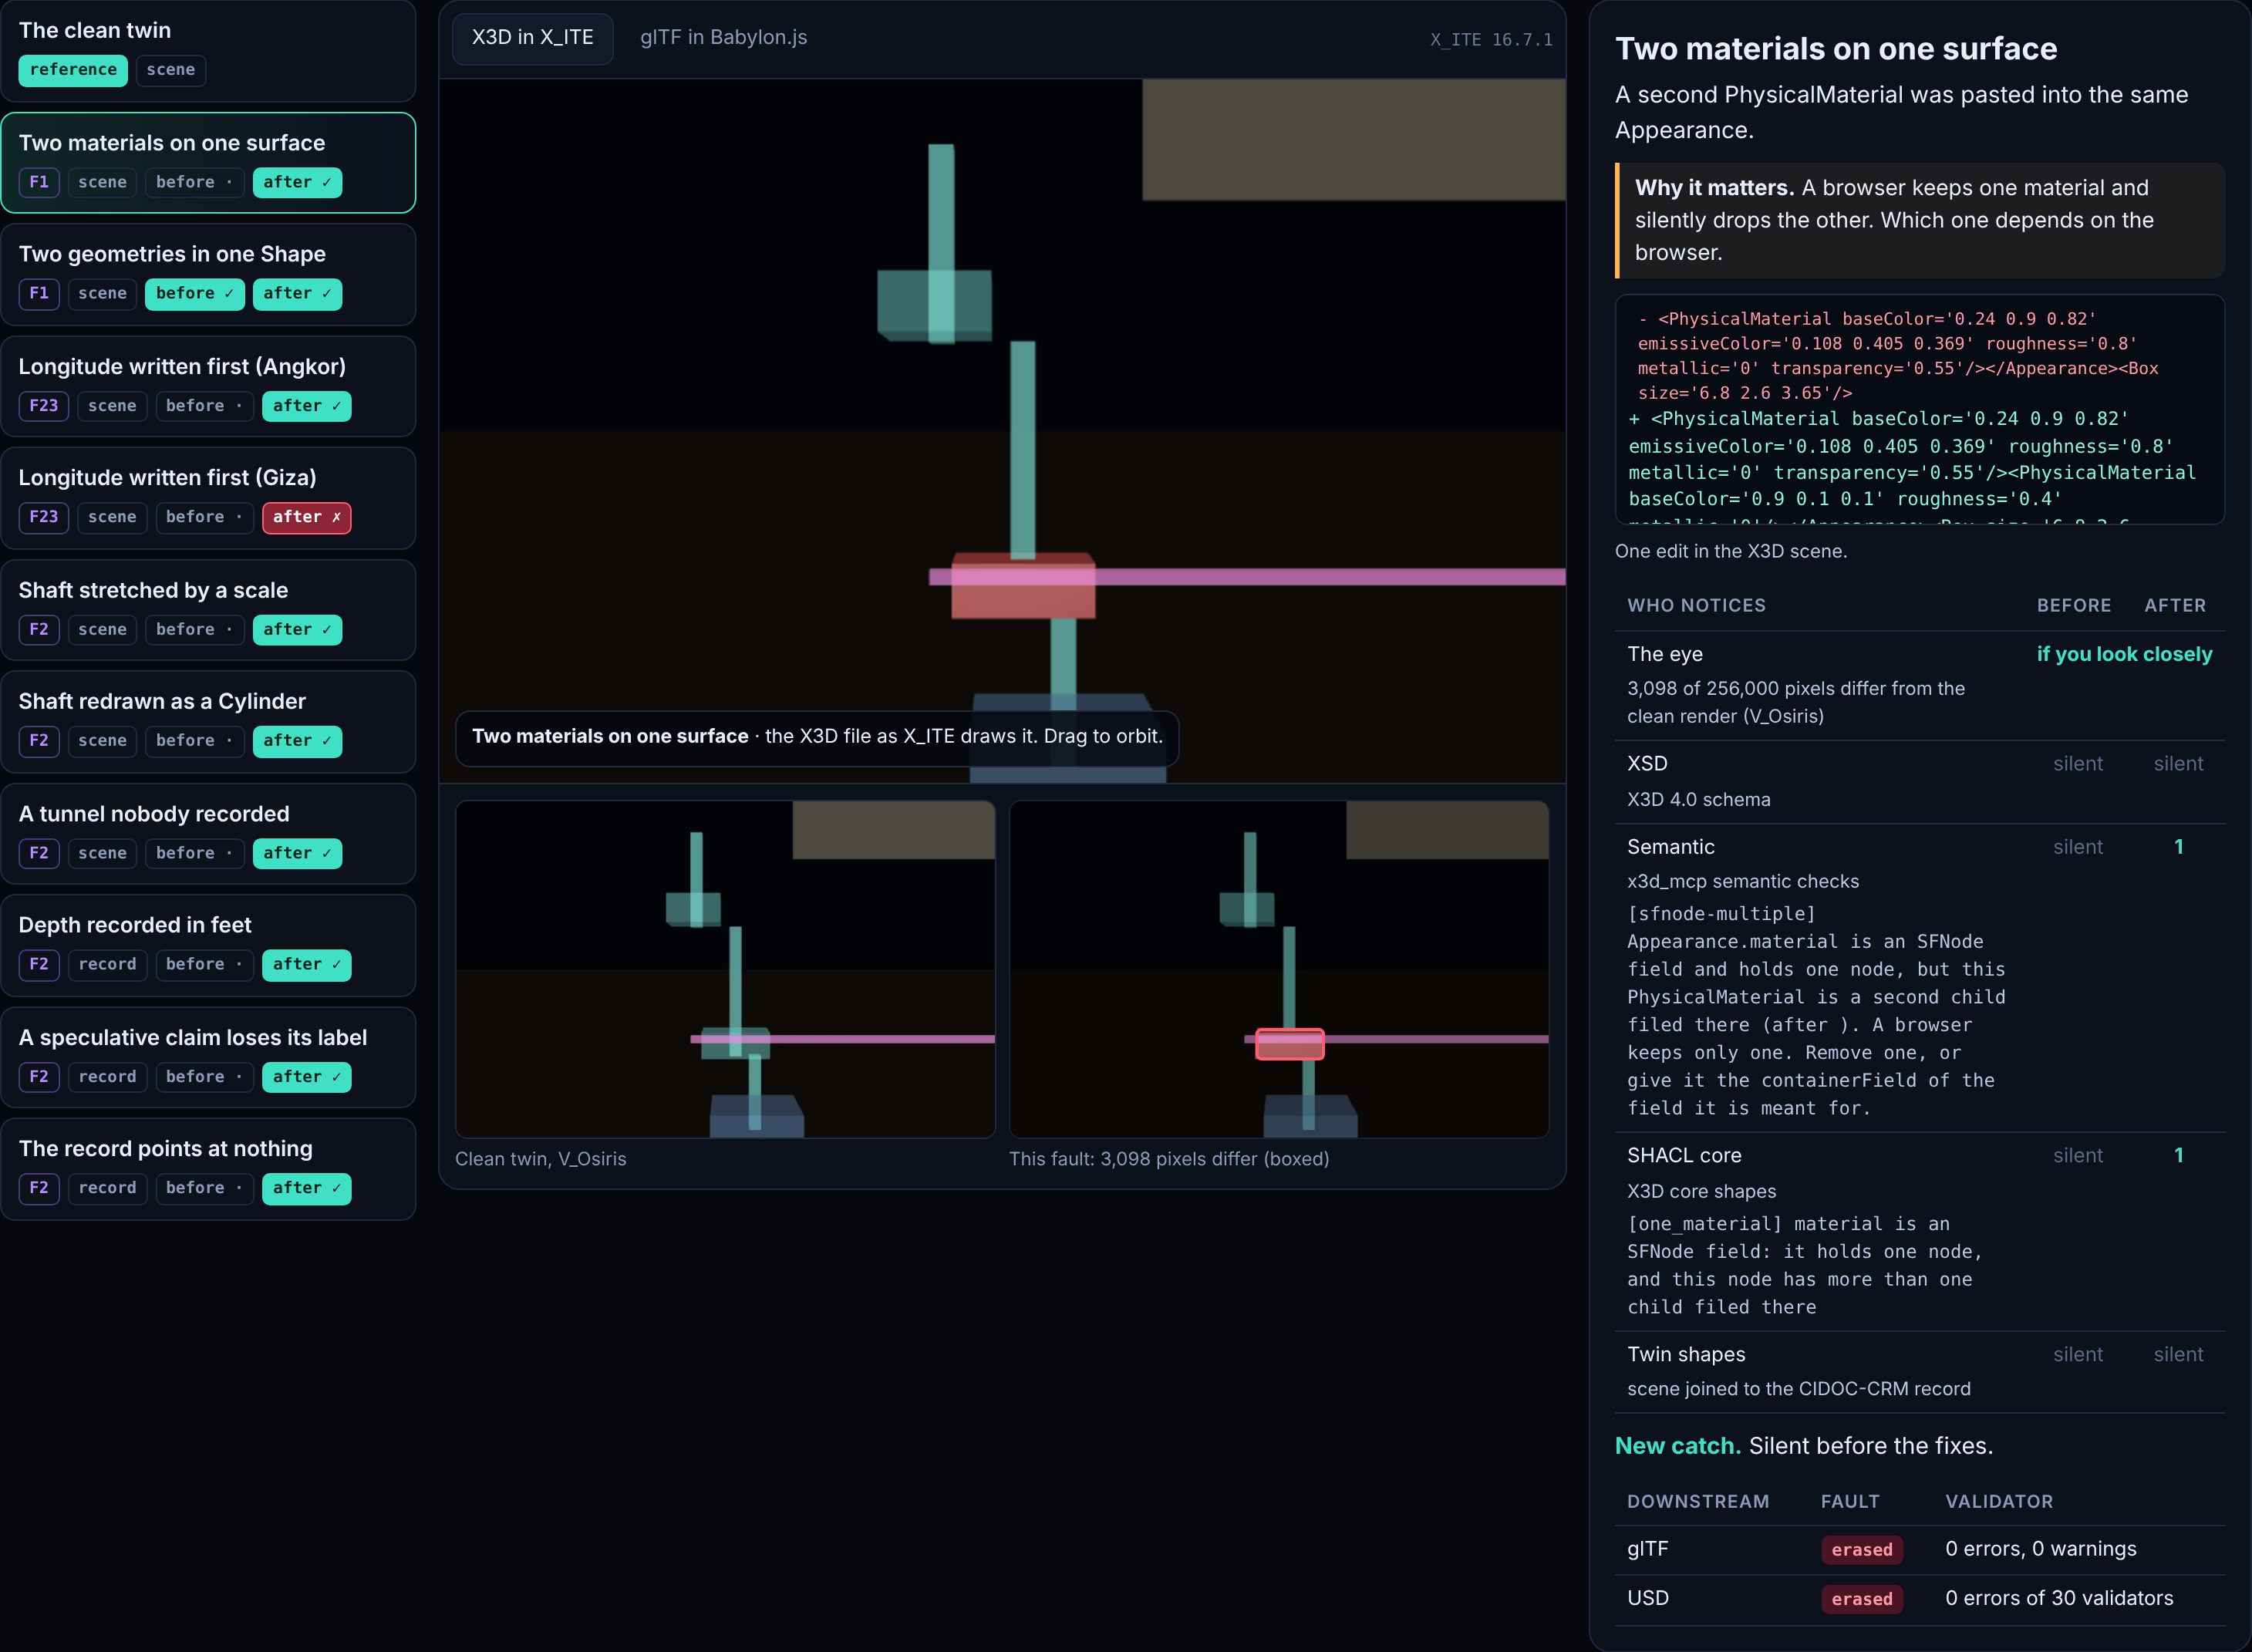 The clean twin
reference scene
Two materials on one surface
F1 scene before · after ✓
Two geometries in one Shape
F1 scene before ✓ after ✓
Longitude written first (Angkor)
F23 scene before · after ✓
Longitude written first (Giza)
F23 scene before · after ✗
Shaft stretched by a scale
F2 scene before · after ✓
Shaft redrawn as a Cylinder
F2 scene before · after ✓
A tunnel nobody recorded
F2 scene before · after ✓
Depth recorded in feet
F2 record before · after ✓
A speculative claim loses its label
F2 record before · after ✓
The record points at nothing
F2 record before · after ✓
X3D in X_ITE glTF in Babylon.js X_ITE 16.7.1
Two materials on one surface · the X3D file as X_ITE draws it. Drag to orbit.
Clean twin, V_Osiris
This fault: 3,098 pixels differ (boxed)
Two materials on one surface
A second PhysicalMaterial was pasted into the same
Appearance.
Why it matters. A browser keeps one material and
silently drops the other. Which one depends on the
browser.
- <PhysicalMaterial baseColor='0.24 0.9 0.82'
emissiveColor='0.108 0.405 0.369' roughness='0.8'
metallic='0' transparency='0.55'/></Appearance><Box
size='6.8 2.6 3.65'/>
+ <PhysicalMaterial baseColor='0.24 0.9 0.82'
emissiveColor='0.108 0.405 0.369' roughness='0.8'
metallic='0' transparency='0.55'/><PhysicalMaterial
baseColor='0.9 0.1 0.1' roughness='0.4'
One edit in the X3D scene.
WHO NOTICES BEFORE AFTER
The eye if you look closely
3,098 of 256,000 pixels differ from the
clean render (V_Osiris)
XSD silent silent
X3D 4.0 schema
Semantic silent 1
x3d_mcp semantic checks
[sfnode-multiple]
Appearance.material is an SFNode
field and holds one node, but this
PhysicalMaterial is a second child
filed there (after ). A browser
keeps only one. Remove one, or
give it the containerField of the
field it is meant for.
SHACL core silent 1
X3D core shapes
[one_material] material is an
SFNode field: it holds one node,
and this node has more than one
child filed there
Twin shapes silent silent
scene joined to the CIDOC-CRM record
New catch. Silent before the fixes.
DOWNSTREAM FAULT VALIDATOR
glTF erased 0 errors, 0 warnings
USD erased 0 errors of 30 validators